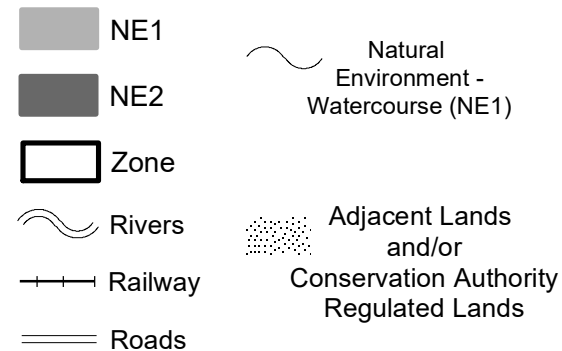 NE1
NE2
Zone
Rivers
Railway
Roads
Natural
Environment -
Watercourse (NE1)
Adjacent Lands
and/or
Conservation Authority
Regulated Lands